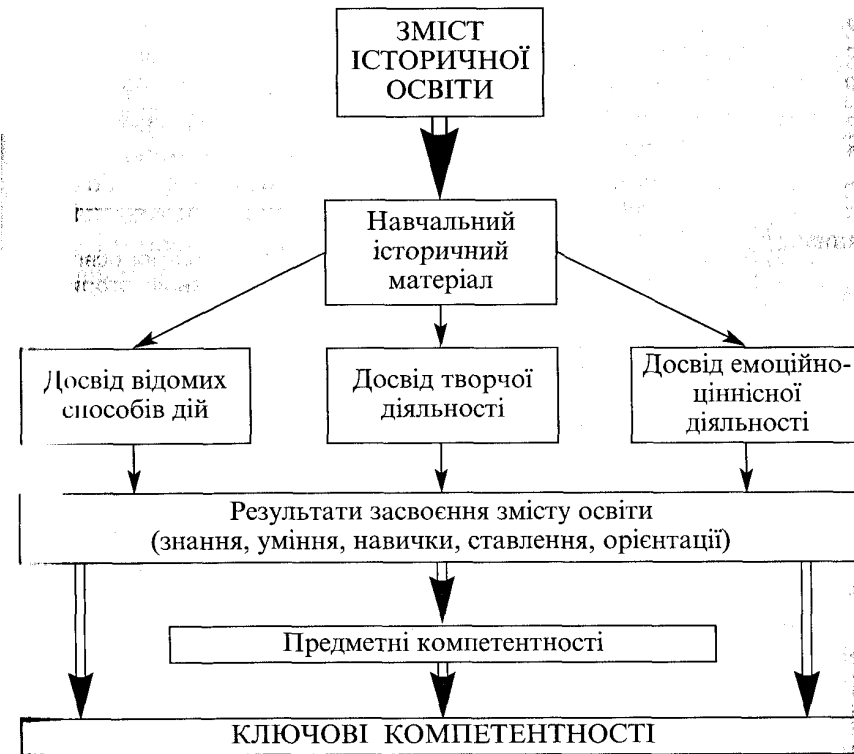 ЗМІСТ
ІСТОРИЧНОЇ
ОСВІТИ
Навчальний
історичний
матеріал
Досвід відомих
способів дій
Досвід творчої
діяльності
Досвід емоційно-
ціннісної
діяльності
Результати засвоєння змісту освіти
(знання, уміння, навички, ставлення, орієнтації)
Предметні компетентності
КЛЮЧОВІ КОМПЕТЕНТНОСТІ